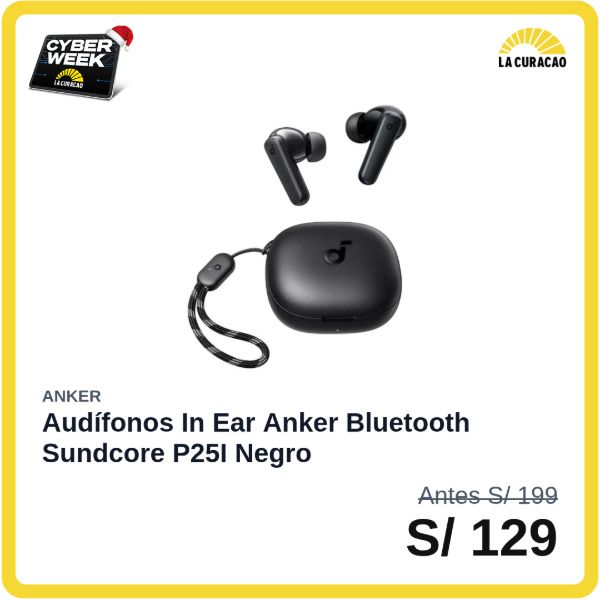 CYBER
WEEK
LA CURACAO
LA CURACAO
ANKER
Audífonos In Ear Anker Bluetooth
Sundcore P25I Negro
Antes S/ 199
S/ 129